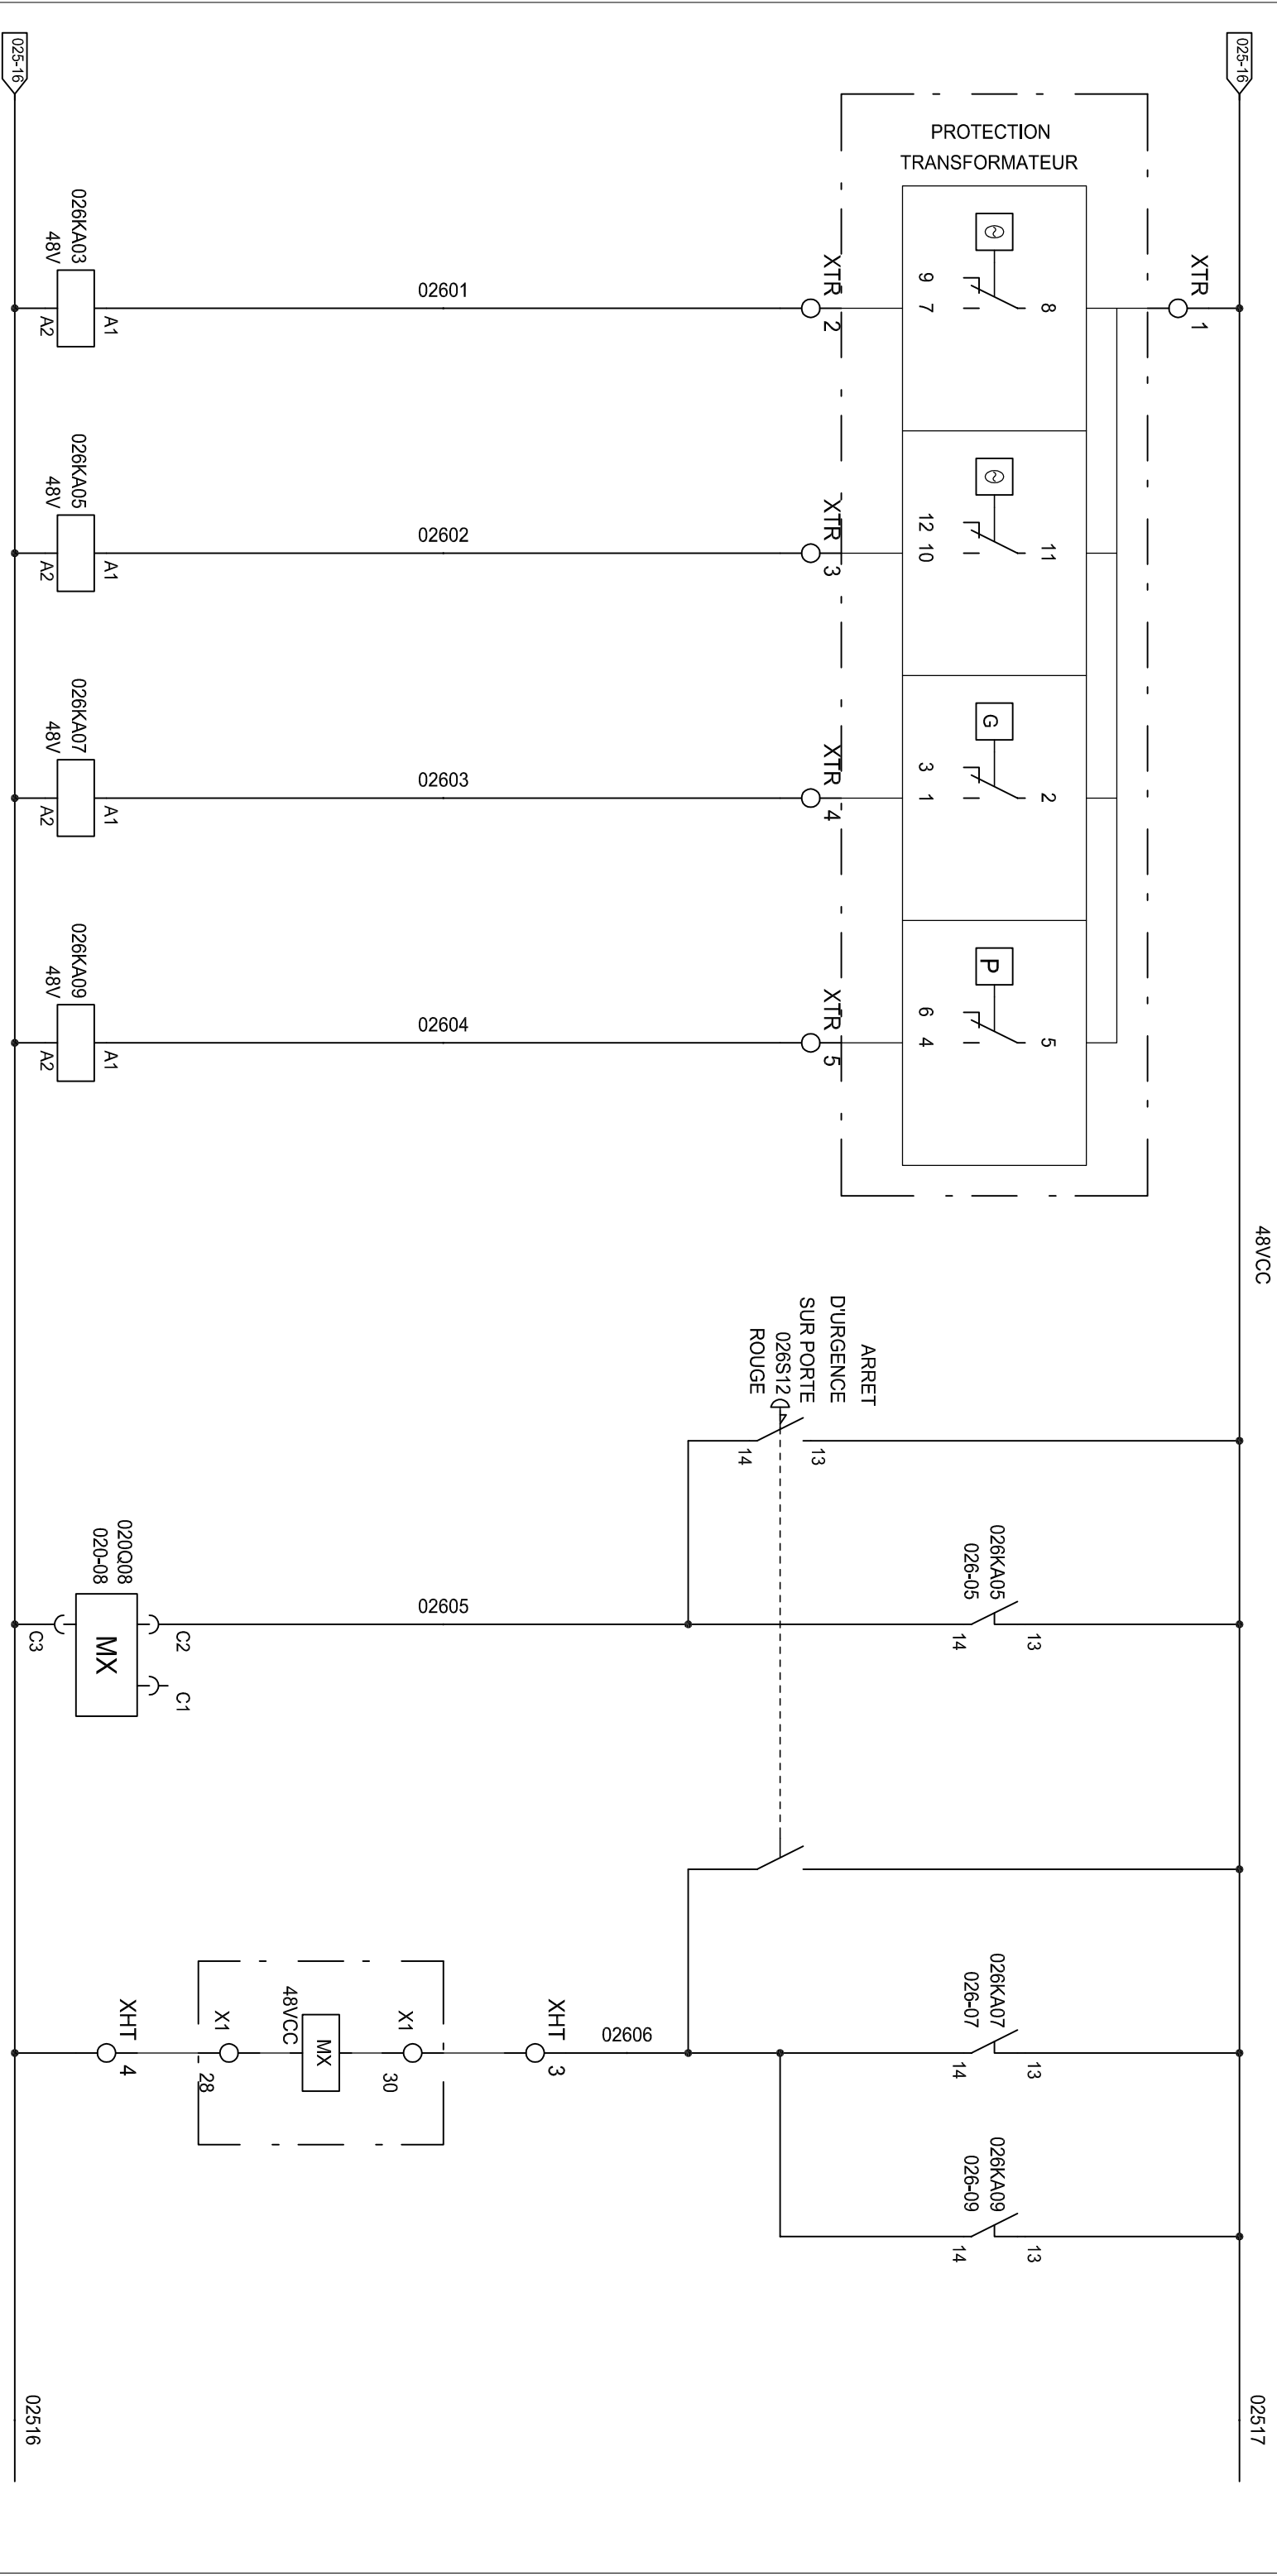 025-16
48VCC
02517
PROTECTION
TRANSFORMATEUR
XTR
1
8
9
7
11
12
10
G
2
3
1
P
5
6
4
XTR
2
XTR
3
XTR
4
XTR
5
02601
02602
02603
02604
026KA03
48V
A1
A2
026KA05
48V
A1
A2
026KA07
48V
A1
A2
026KA09
48V
A1
A2
ARRET
D'URGENCE
SUR PORTE
026S12
ROUGE
13
14
026KA05
026-05
13
14
026KA07
026-07
13
14
026KA09
026-09
13
14
02605
020Q08
020-08
MX
C2
C1
C3
02606
XHT
3
X1
30
MX
48VCC
X1
28
XHT
4
025-16
02516